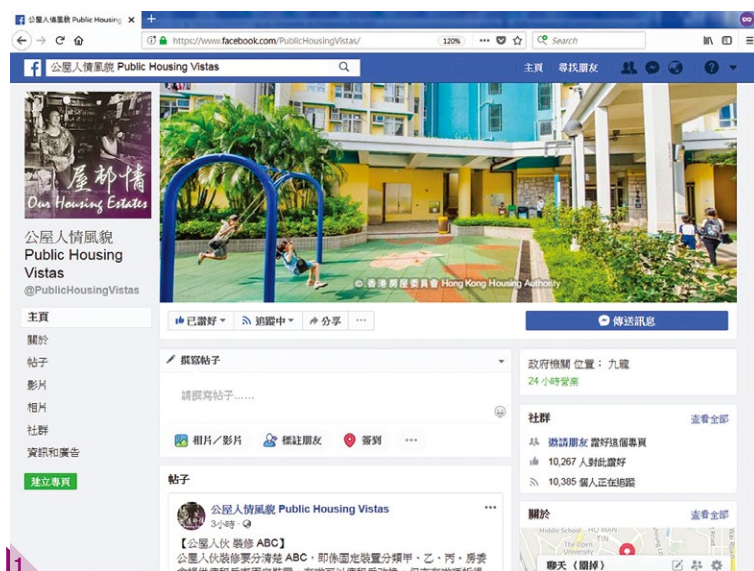 公屋人情風貌 Public Housing
https://www.facebook.com/PublicHousingVistas/
120%
Search
公屋人情風貌 Public Housing Vistas
主頁 尋找朋友
屋邨情
Our Housing Estates
© 香港房屋委員會 Hong Kong Housing Authority
公屋人情風貌
Public Housing
Vistas
@PublicHousingVistas
主頁
關於
帖子
影片
相片
社群
資訊和廣告
建立專頁
已讚好 追蹤中 分享
傳送訊息
撰寫帖子
請撰寫帖子......
相片／影片 標註朋友 簽到
帖子
公屋人情風貌 Public Housing Vistas
3小時
【公屋人伙 裝修 ABC】
公屋人伙裝修要分清楚 ABC，即係固定裝置分類甲、乙、丙。房委
政府機關 位置： 九龍
24 小時營業
社群 查看全部
邀請朋友 讚好這個專頁
10,267 人對此讚好
10,385 個人正在追蹤
關於 查看全部
Middle School HO MAN TIN
The Open University
聊天（關掉）
1